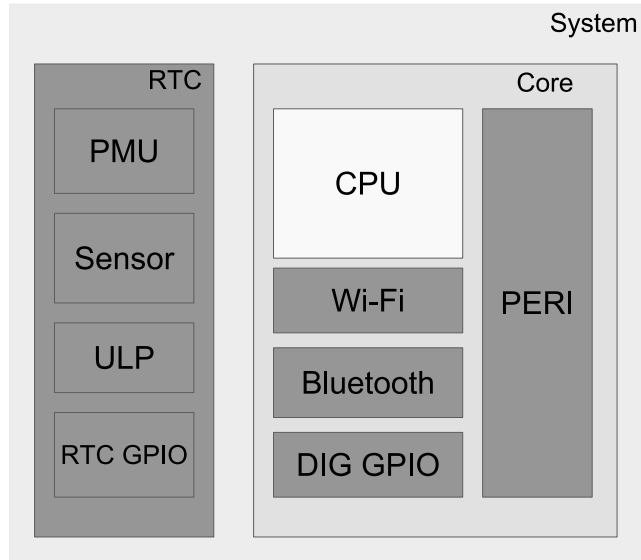 System
RTC
PMU
Sensor
ULP
RTC GPIO
Core
CPU
Wi-Fi
Bluetooth
DIG GPIO
PERI